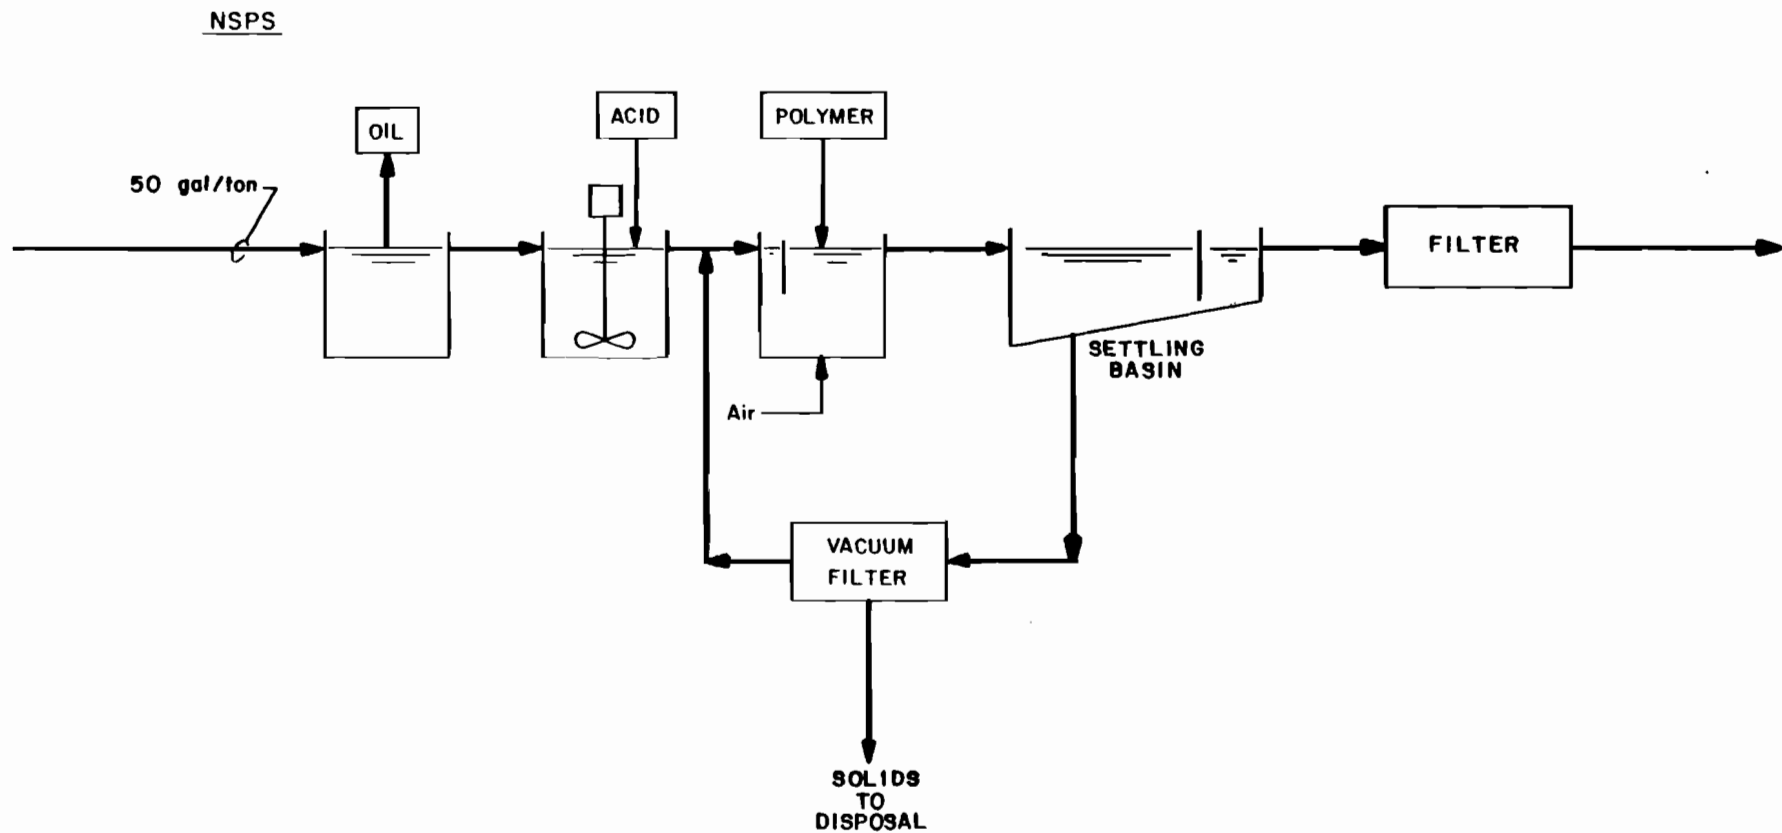 NSPS
OIL
ACID
POLYMER
50 gal/ton
FILTER
SETTLING
BASIN
Air
VACUUM
FILTER
SOLIDS
TO
DISPOSAL